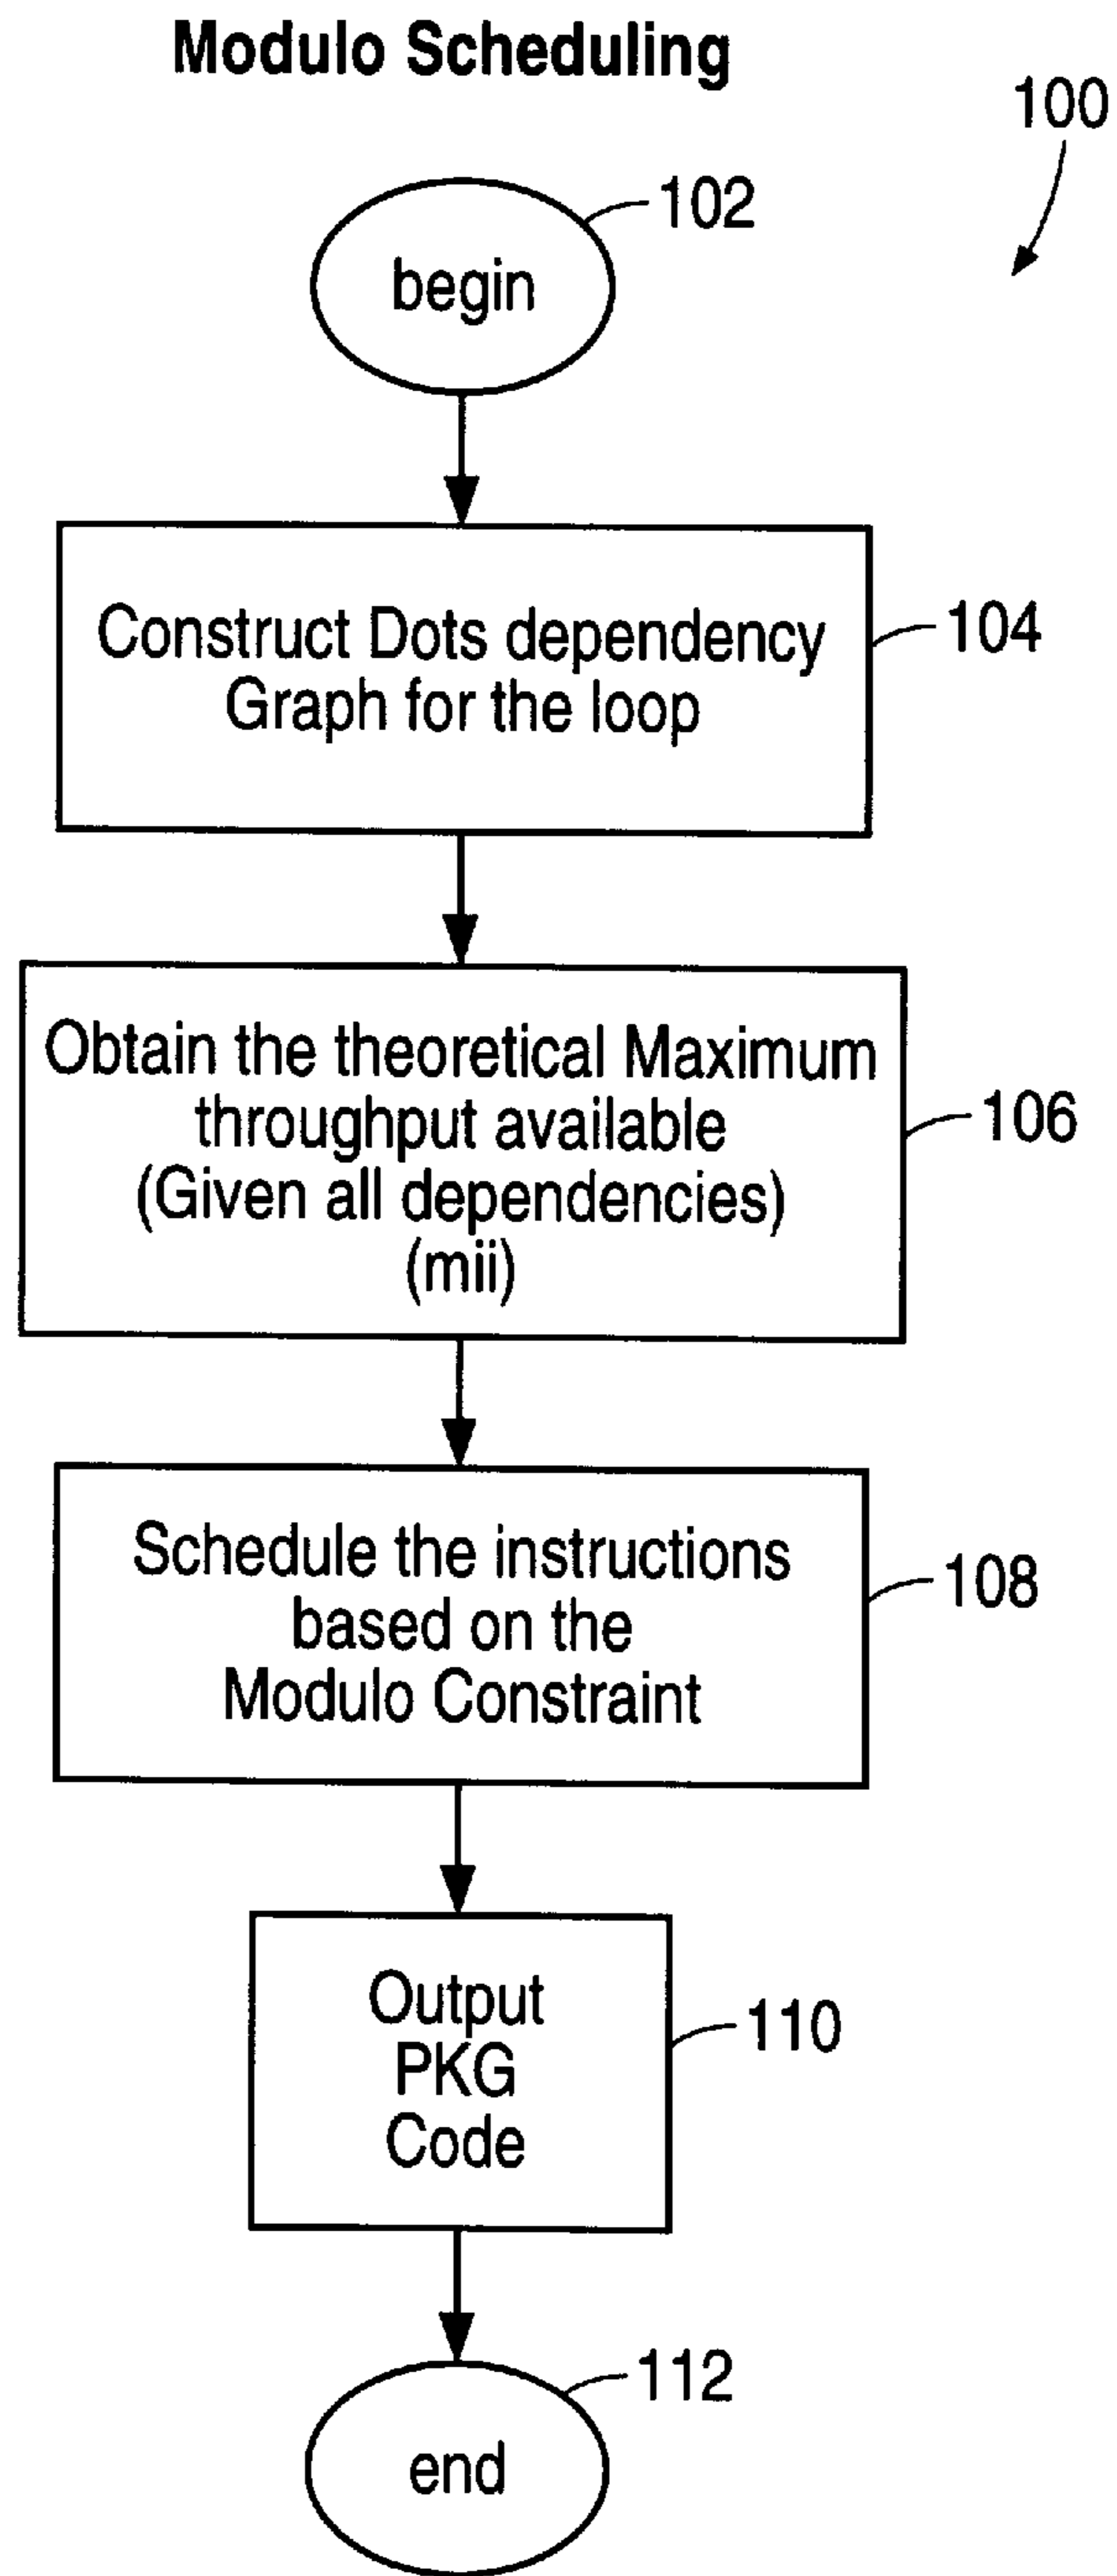 Modulo Scheduling
100
102
begin
Construct Dots dependency
Graph for the loop
104
Obtain the theoretical Maximum
throughput available
(Given all dependencies)
(mii)
106
Schedule the instructions
based on the
Modulo Constraint
108
Output
PKG
Code
110
112
end